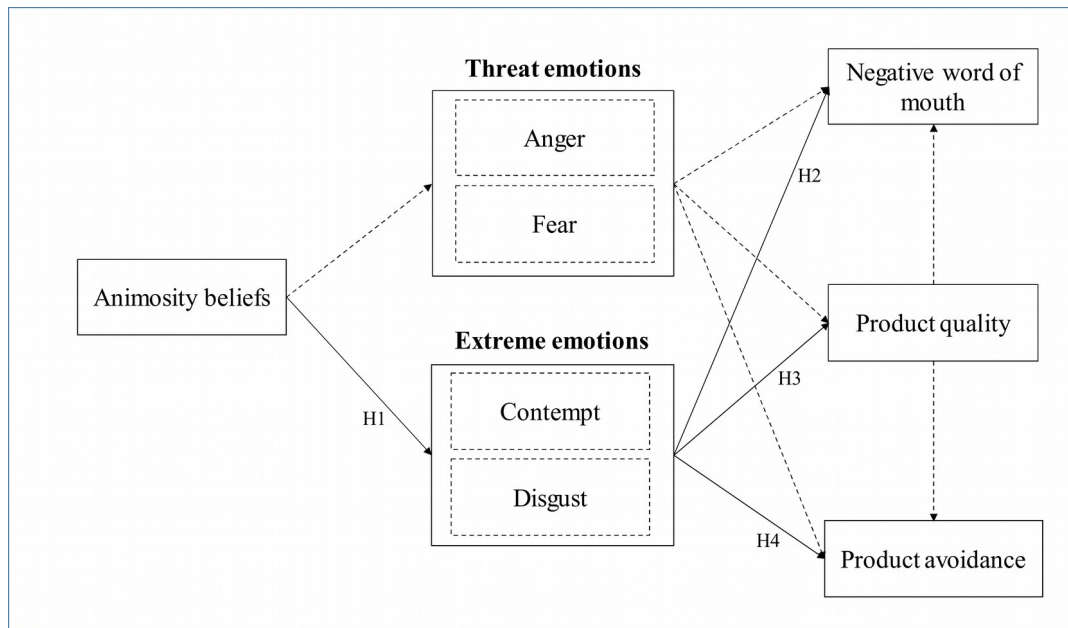 Threat emotions
Anger
Fear
Animosity beliefs
H1
Extreme emotions
Contempt
Disgust
H2
H3
H4
Negative word of
mouth
Product quality
Product avoidance